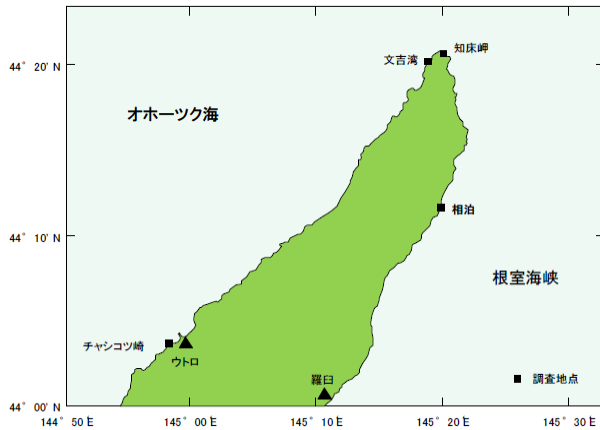 文吉湾
知床岬
44° 20' N
オホーツク海
相泊
44° 10' N
根室海峡
チャシコツ崎
ウトロ
羅臼
調査地点
44° 00' N
144° 50 E
145° 00' E
145° 10' E
145° 20' E
145° 30' E